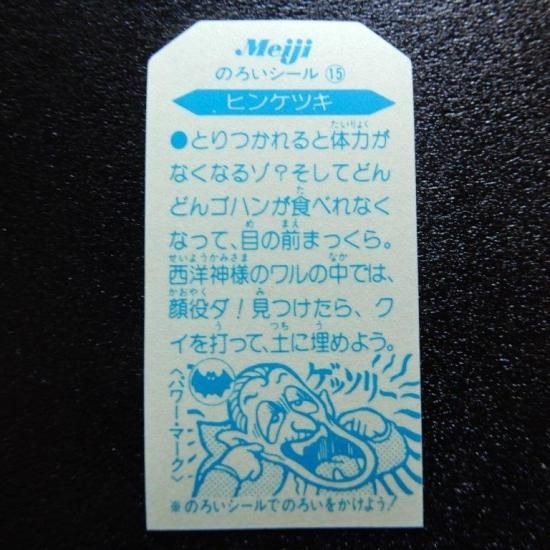 Meiji
のろいシール ⑮
ヒンケツキ
●とりつかれると体力が
なくなるゾ?そしてどん
どんゴハンが食べれなく
なって、目の前まっくら。
西洋神様のワルの中では、
顔役ダ!見つけたら、ク
イを打って、土に埋めよう。
ゲッソリー
〈パワー・マーク〉
※のろいシールでのろいをかけよう!